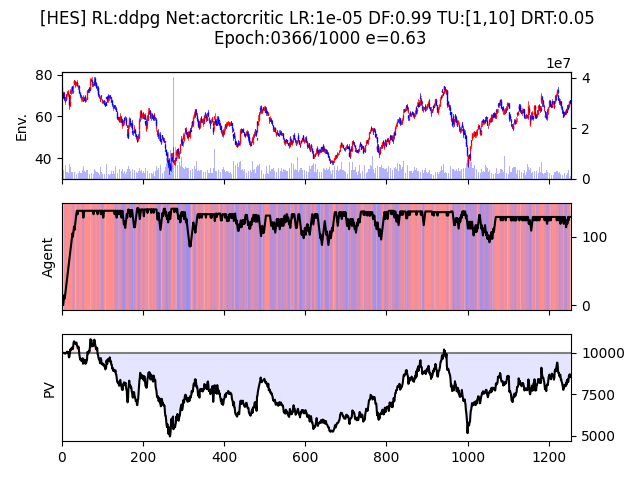 [HES] RL:ddpg Net:actorcritic LR:1e-05 DF:0.99 TU:[1,10] DRT:0.05
Epoch:0366/1000 e=0.63
1e7
80
60
40
Env.
4
2
0
Agent
100
0
PV
10000
7500
5000
0 200 400 600 800 1000 1200